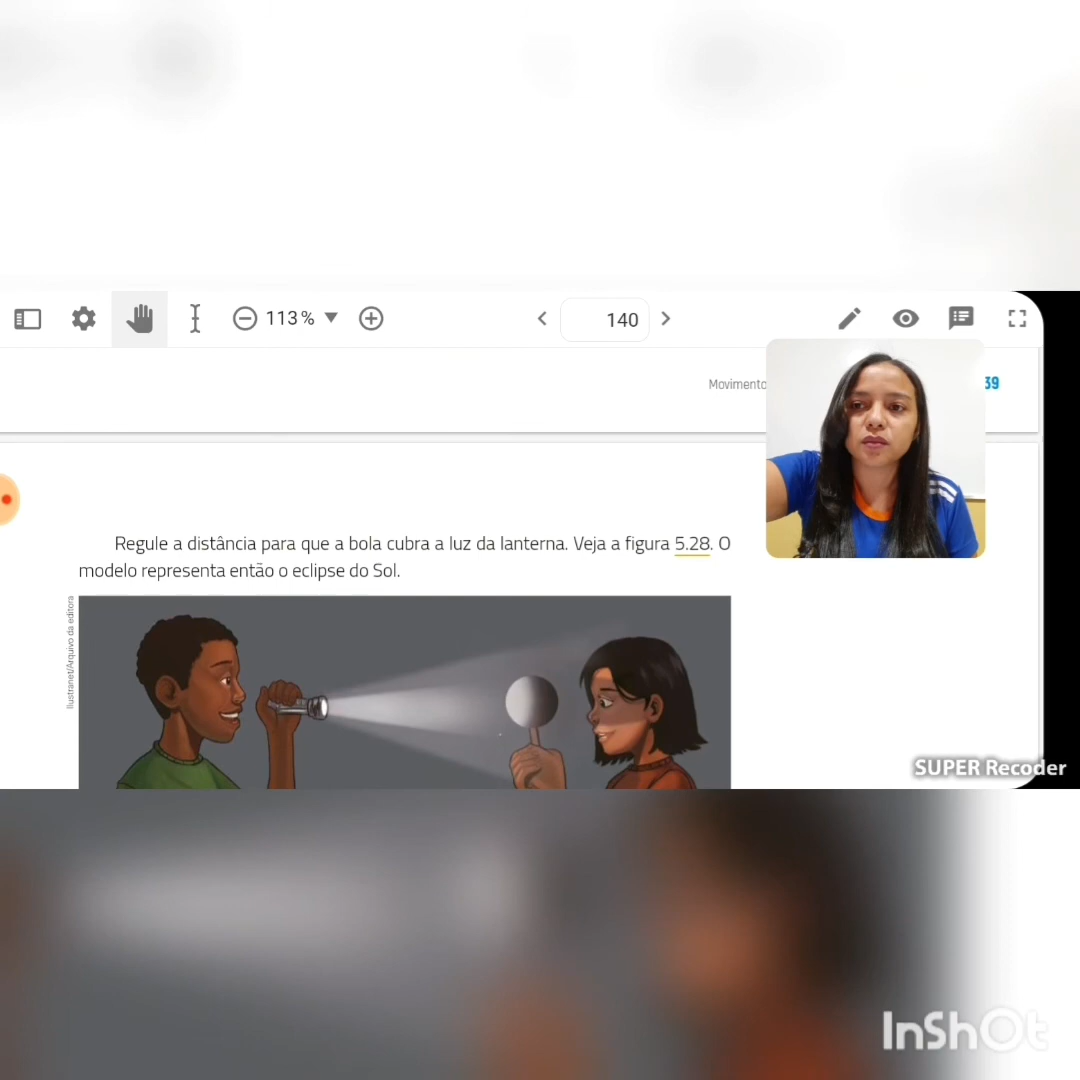 113%
140
Movimento
39
Regule a distância para que a bola cubra a luz da lanterna. Veja a figura 5.28. O
modelo representa então o eclipse do Sol.
Ilustranet/Arquivo da editora
SUPER Recoder
InShOt